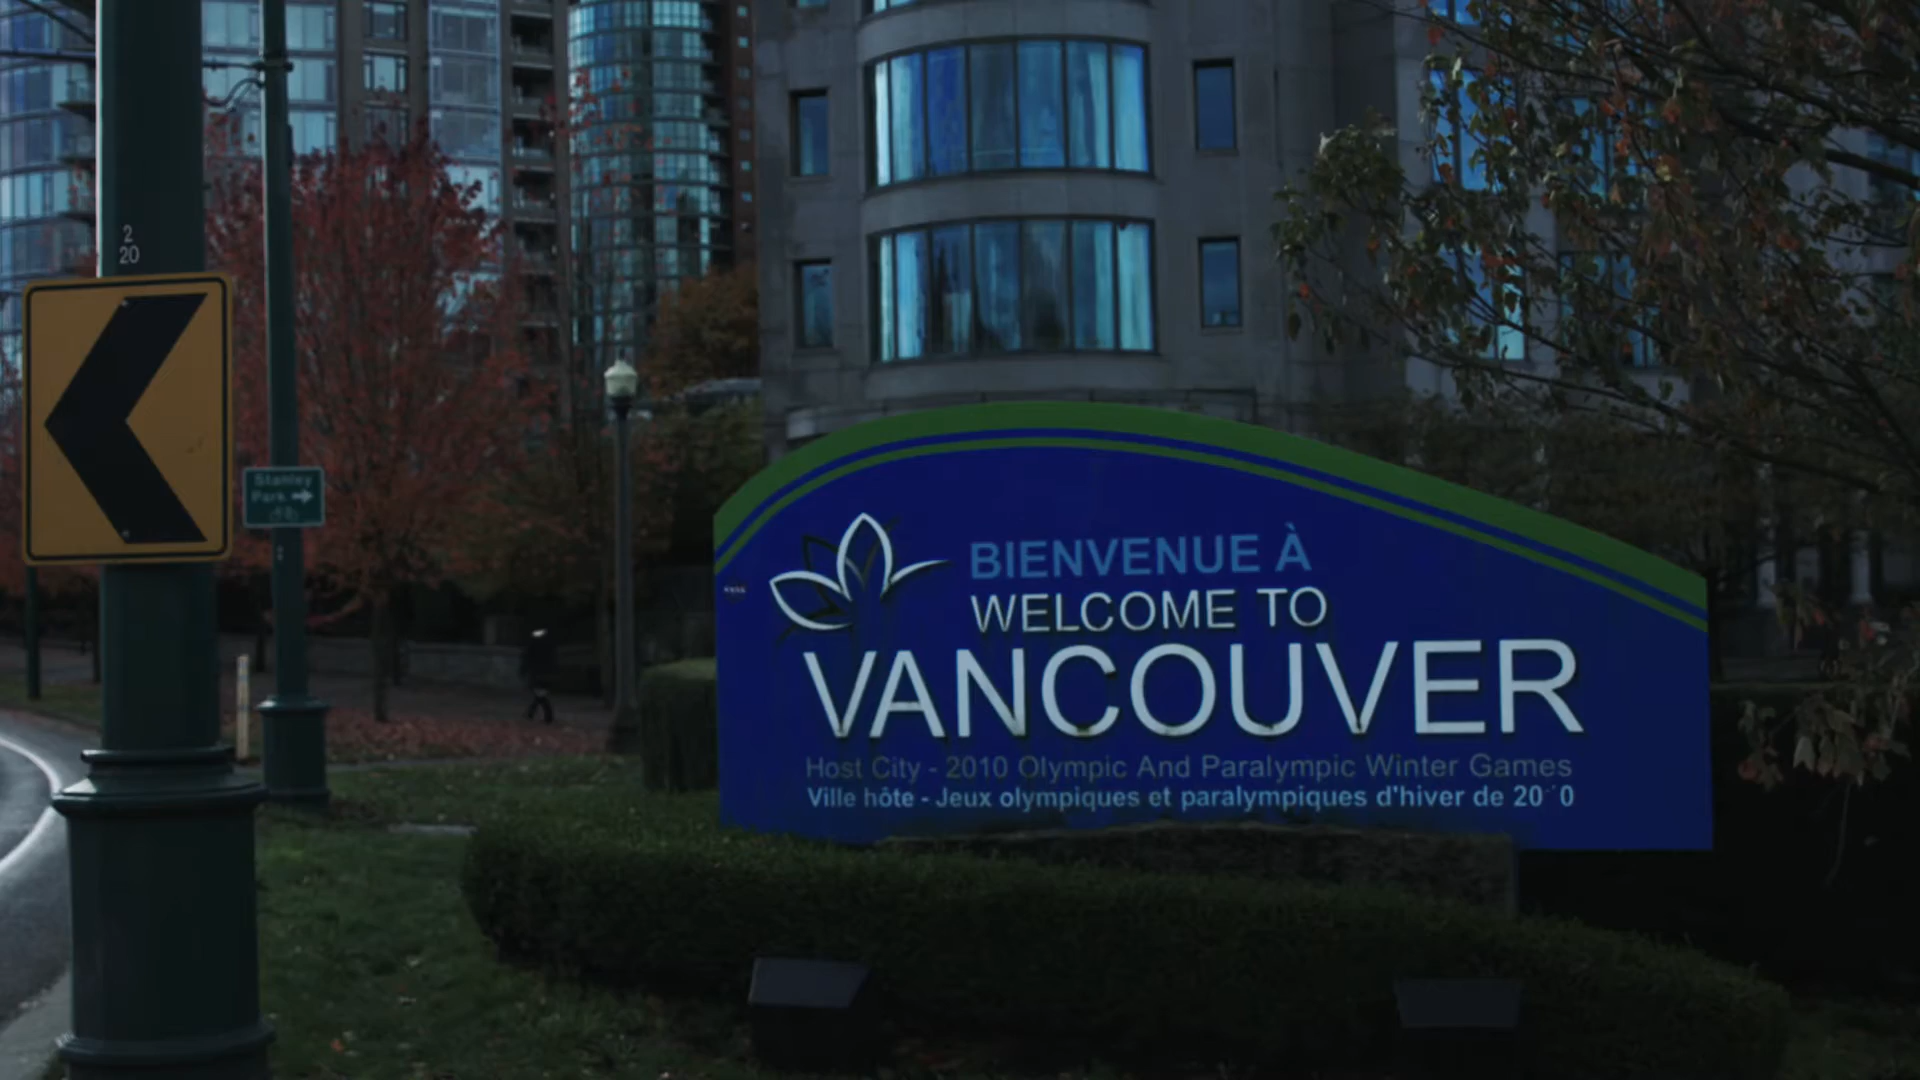 2
20
Stanley
Park →
BIENVENUE À
WELCOME TO
VANCOUVER
Host City - 2010 Olympic And Paralympic Winter Games
Ville hôte - Jeux olympiques et paralympiques d'hiver de 20 0